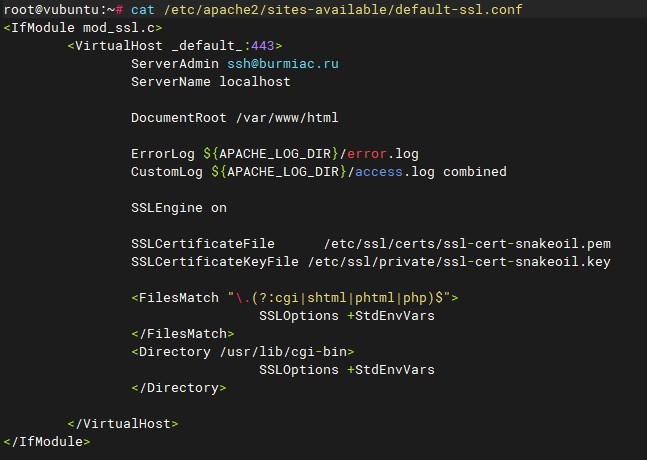 root@vubuntu:~# cat /etc/apache2/sites-available/default-ssl.conf
<IfModule mod_ssl.c>
        <VirtualHost _default_:443>
                ServerAdmin ssh@burmiac.ru
                ServerName localhost

                DocumentRoot /var/www/html

                ErrorLog ${APACHE_LOG_DIR}/error.log
                CustomLog ${APACHE_LOG_DIR}/access.log combined

                SSLEngine on

                SSLCertificateFile      /etc/ssl/certs/ssl-cert-snakeoil.pem
                SSLCertificateKeyFile /etc/ssl/private/ssl-cert-snakeoil.key

                <FilesMatch "\.(?:cgi|shtml|phtml|php)$">
                                SSLOptions +StdEnvVars
                </FilesMatch>
                <Directory /usr/lib/cgi-bin>
                                SSLOptions +StdEnvVars
                </Directory>

        </VirtualHost>
</IfModule>